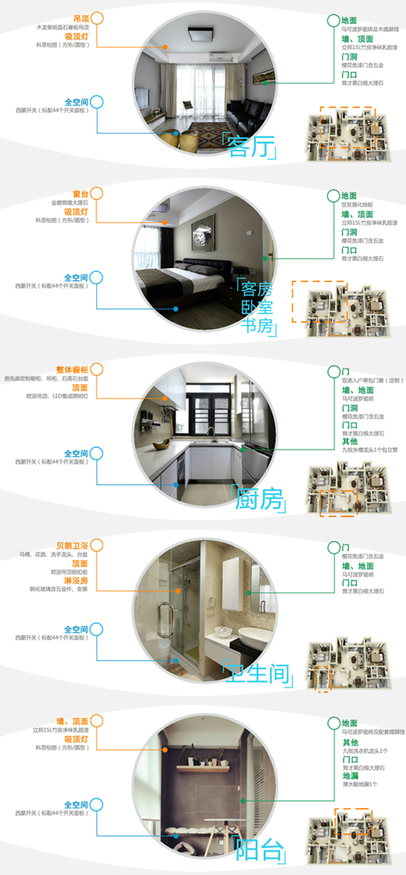 吊顶
木龙骨纸面石膏板吊顶
吸顶灯
科恩柏丽（方形/圆型）
全空间
西蒙开关（标配44个开关面板）
地面
马可波罗瓷砖及木踢脚线
墙、顶面
立邦15L竹炭净味乳胶漆
门洞
樱花免漆门含五金
门口
育才黑白根大理石
客厅
窗台
金碧辉煌大理石
吸顶灯
科恩柏丽（方形/圆型）
全空间
西蒙开关（标配44个开关面板）
地面
世友强化地板
墙、顶面
立邦15L竹炭净味乳胶漆
门洞
樱花免漆门含五金
门口
育才黑白根大理石
客房
卧室
书房
整体橱柜
唐先森定制橱柜、吊柜、石英石台面
顶面
欧派吊顶、LED集成照明灯
全空间
西蒙开关（标配44个开关面板）
门
双进入户单包门套（定制）
墙、地面
马可波罗瓷砖
门洞
樱花免漆门含五金
门口
育才黑白根大理石
其他
九牧水槽龙头1个包立管
厨房
贝朗卫浴
马桶、花洒、洗手龙头、台盆
顶面
欧派吊顶铝扣板
淋浴房
钢化玻璃含五金件、安装
全空间
西蒙开关（标配44个开关面板）
门
樱花免漆门含五金
墙、地面
马可波罗瓷砖
门口
育才黑白根大理石
卫生间
墙、顶面
立邦15L竹炭净味乳胶漆
吸顶灯
科恩柏丽（方形/圆型）
全空间
西蒙开关（标配44个开关面板）
地面
马可波罗瓷砖及配套踢脚线
其他
九牧洗衣机龙头1个
门口
育才黑白根大理石
地漏
潜水艇地漏1个
阳台